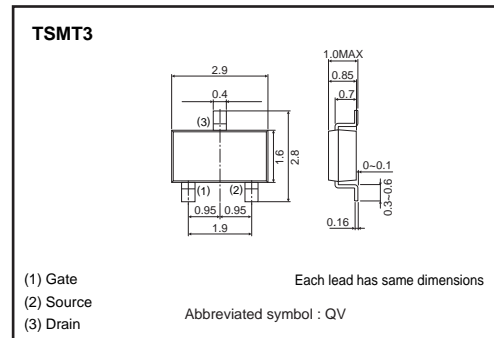 TSMT3
1.0MAX
2.9
0.85
0.4
0.7
(3)
1.6
2.8
0~0.1
(1) (2)
0.3~0.6
0.95 0.95
0.16
1.9
(1) Gate
Each lead has same dimensions
(2) Source
Abbreviated symbol : QV
(3) Drain